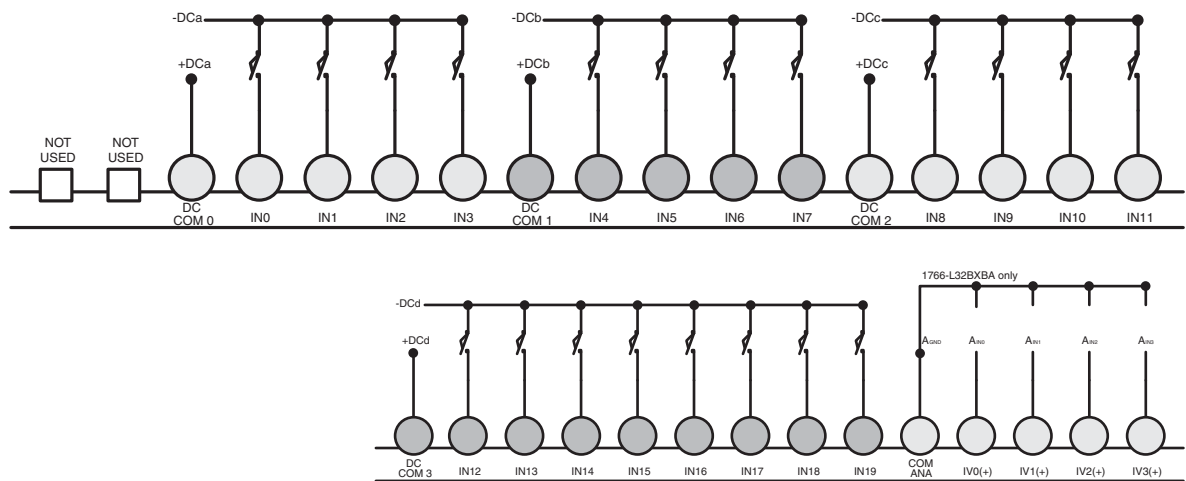 -DCa
-DCb
-DCc
+DCa
+DCb
+DCc
NOT
USED
NOT
USED
DC
COM 0
IN0
IN1
IN2
IN3
DC
COM 1
IN4
IN5
IN6
IN7
DC
COM 2
IN8
IN9
IN10
IN11
1766-L32BXBA only
-DCd
+DCd
AGND
AIN0
AIN1
AIN2
AIN3
DC
COM 3
IN12
IN13
IN14
IN15
IN16
IN17
IN18
IN19
COM
ANA
IV0(+)
IV1(+)
IV2(+)
IV3(+)